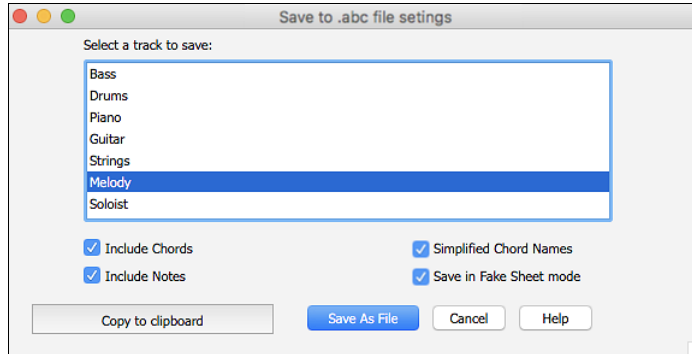 Save to .abc file setings
Select a track to save:
Bass
Drums
Piano
Guitar
Strings
Melody
Soloist
Include Chords
Simplified Chord Names
Include Notes
Save in Fake Sheet mode
Copy to clipboard
Save As File
Cancel
Help